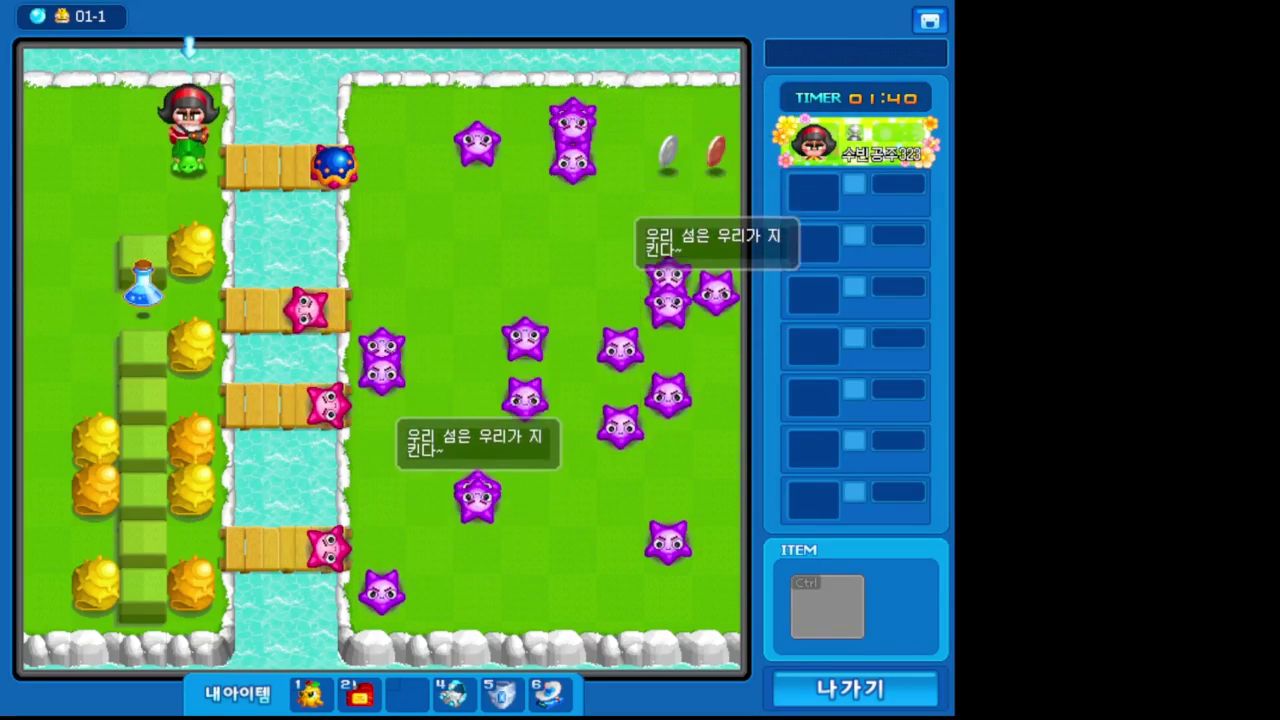 01-1
TIMER 01:40
수빈공주323
우리 섬은 우리가 지
킨다~
우리 섬은 우리가 지
킨다~
ITEM
Ctrl
내아이템
1
2
4
5
6
나가기